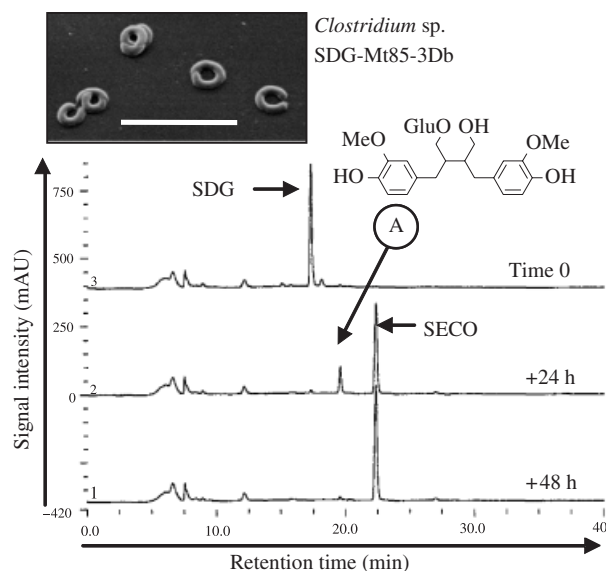 Clostridium sp.
SDG-Mt85-3Db
GluO OH
MeO
OMe
HO
OH
A
SDG
750
500
3
Time 0
250
SECO
0
2
+24 h
1
+48 h
−420
0.0 10.0 20.0 30.0 40
Signal intensity (mAU)
Retention time (min)